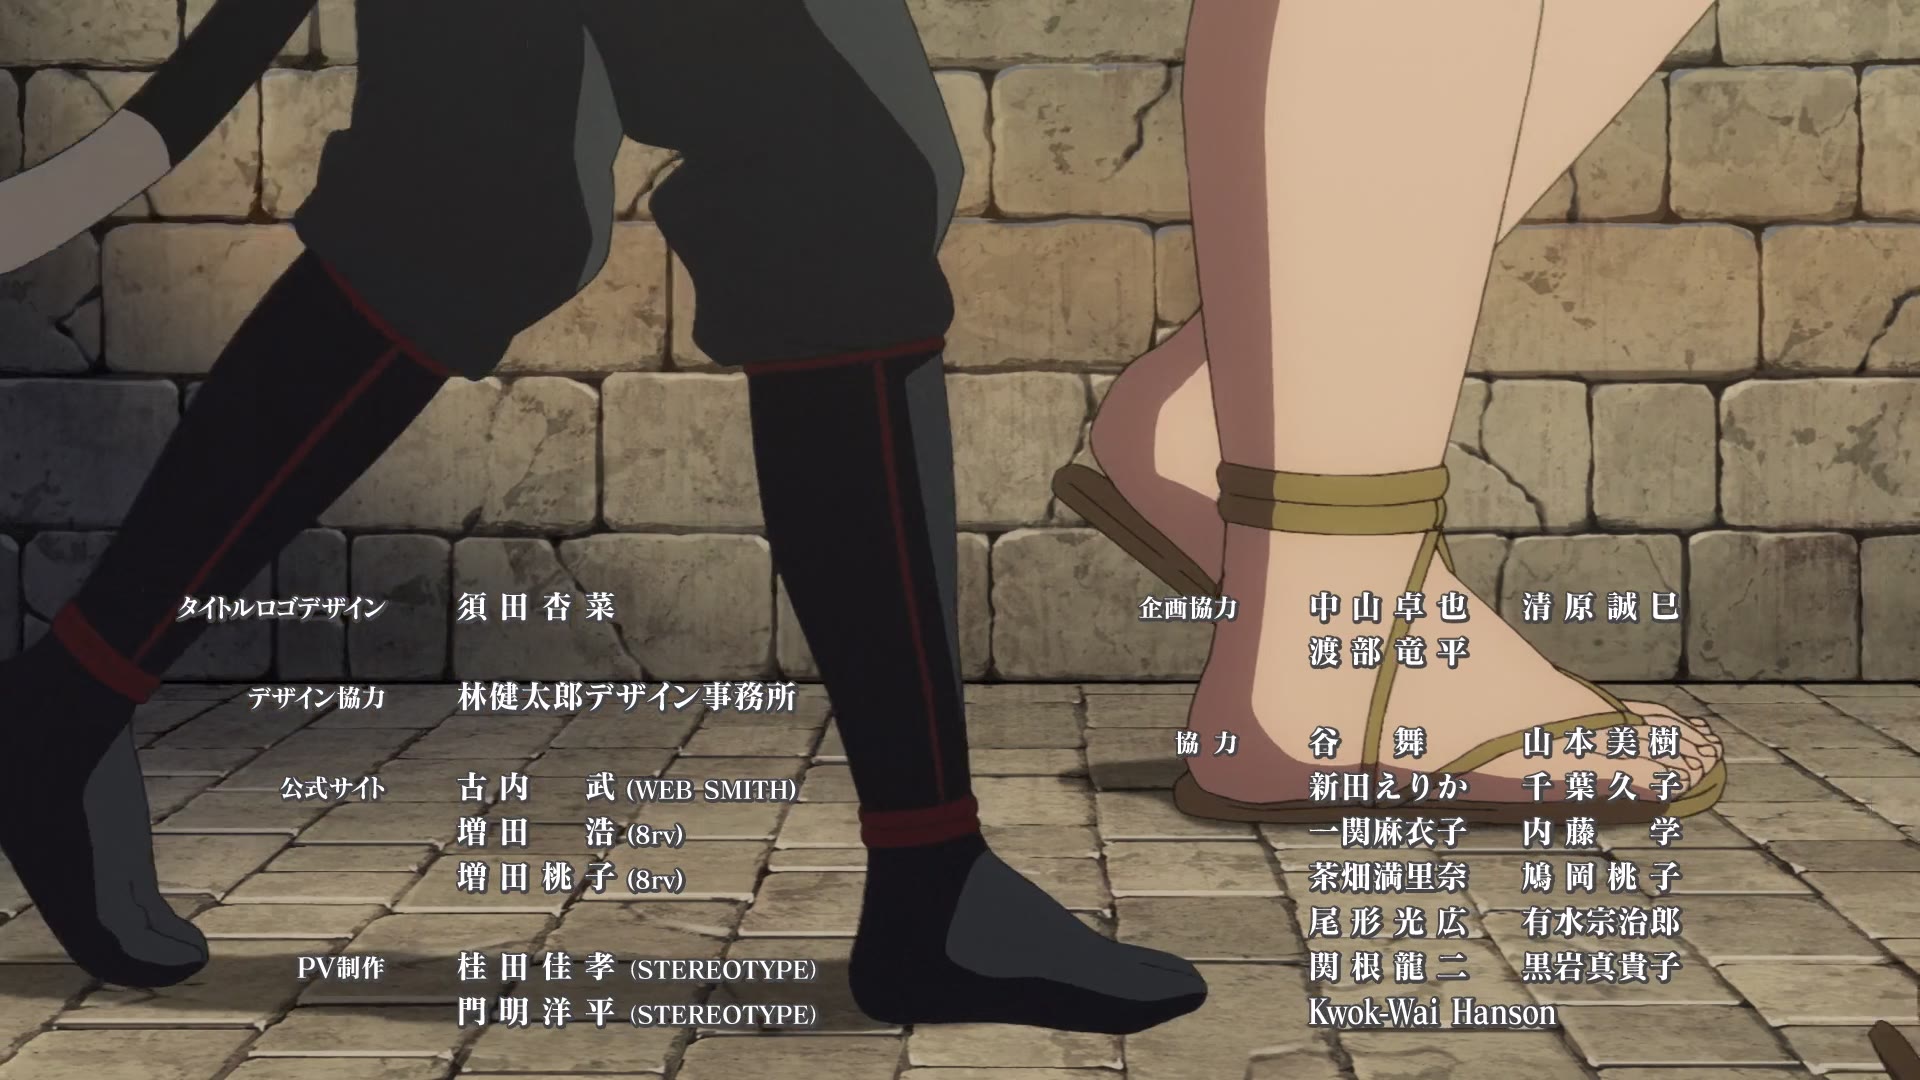 タイトルロゴデザイン 須田杏菜
デザイン協力 林健太郎デザイン事務所
公式サイト 古内 武 (WEB SMITH)
増田 浩 (8rv)
増田桃子 (8rv)
PV制作 桂田佳孝 (STEREOTYPE)
門明洋平 (STEREOTYPE)
企画協力 中山卓也 清原誠巳
渡部竜平
協力 谷 舞 山本美樹
新田えりか 千葉久子
一関麻衣子 内藤 学
茶畑満里奈 鳩岡桃子
尾形光広 有水宗治郎
関根龍二 黒岩真貴子
Kwok-Wai Hanson